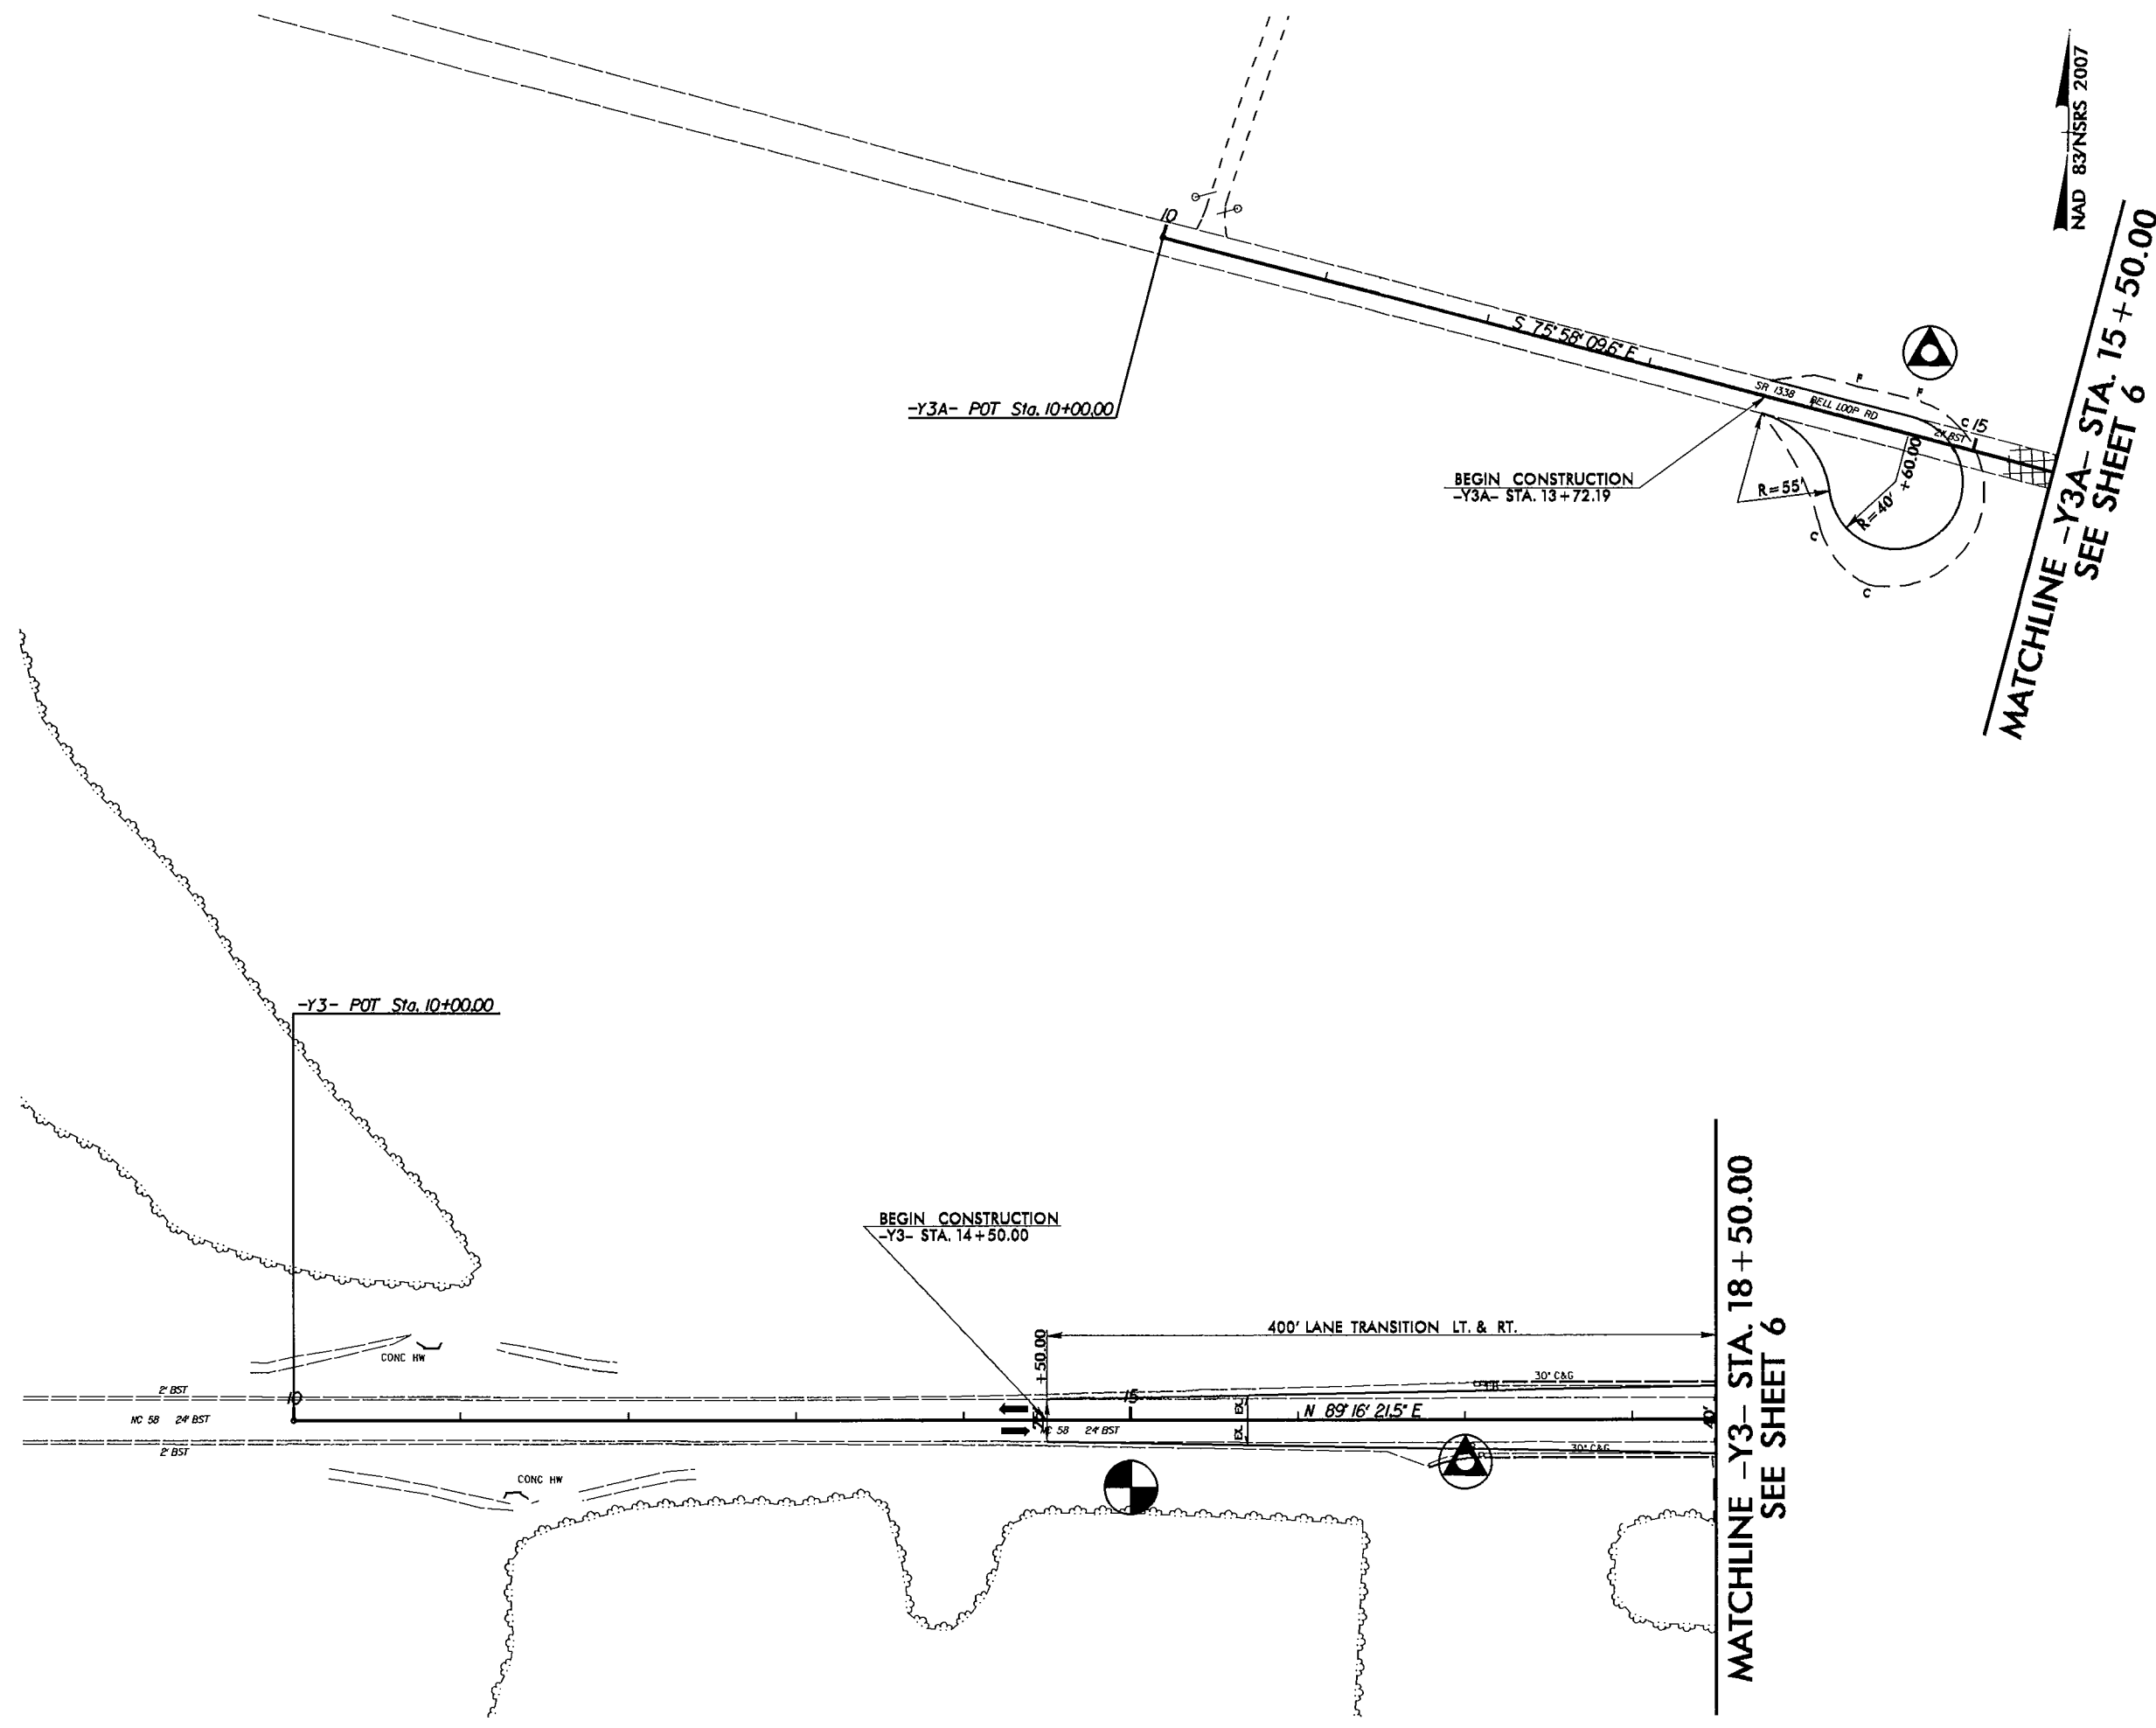 NAD 83/NSRS 2007
10
S 75° 58' 09.6" E
-Y3A- POT Sta. 10+00.00
SR 1338 BELL LOOP RD
F
F
C 15
BEGIN CONSTRUCTION
-Y3A- STA. 13+72.19
R=55'
R=40'
+60.00
C
C
MATCHLINE -Y3A- STA. 15+50.00
SEE SHEET 6
-Y3- POT Sta. 10+00.00
BEGIN CONSTRUCTION
-Y3- STA. 14+50.00
400' LANE TRANSITION LT. & RT.
+50.00
CONC HW
30" C&G
2' BST
10
15
NC 58 24' BST
N 89° 16' 21.5" E
EX.
EX.
NC 58 24' BST
40'
2' BST
30" C&G
CONC HW
MATCHLINE -Y3- STA. 18+50.00
SEE SHEET 6